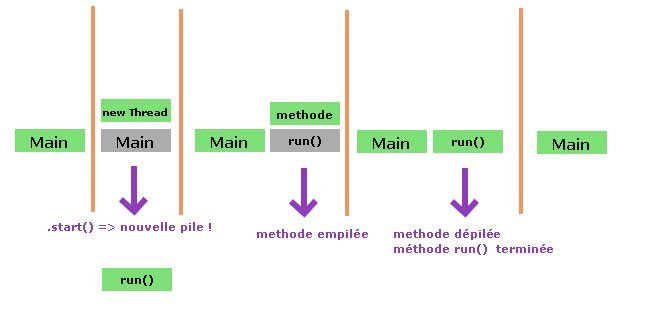 new Thread
methode
Main
Main
Main
run()
Main
run()
Main
.start() => nouvelle pile !
methode empilée
methode dépilée
méthode run() terminée
run()